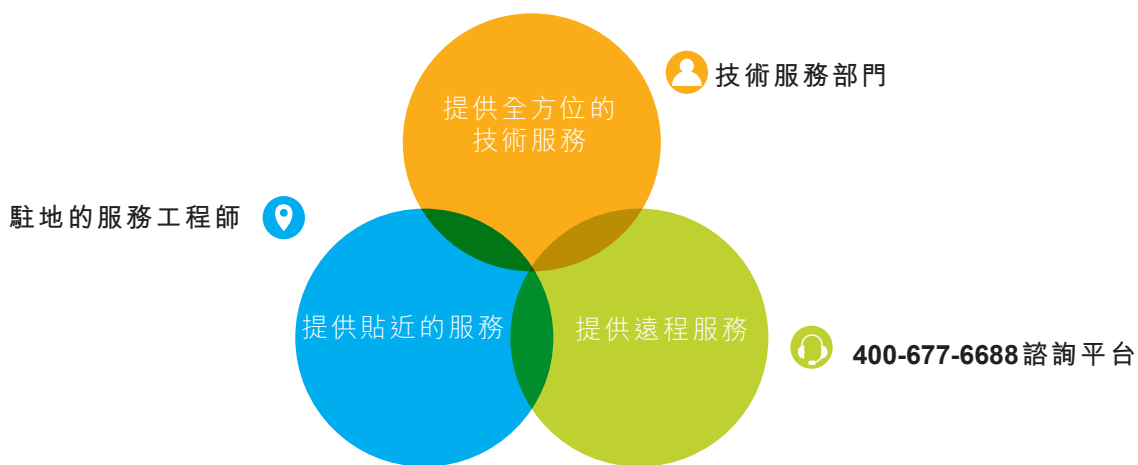 技術服務部門
提供全方位的
技術服務
駐地的服務工程師
提供貼近的服務
提供遠程服務
400-677-6688諮詢平台